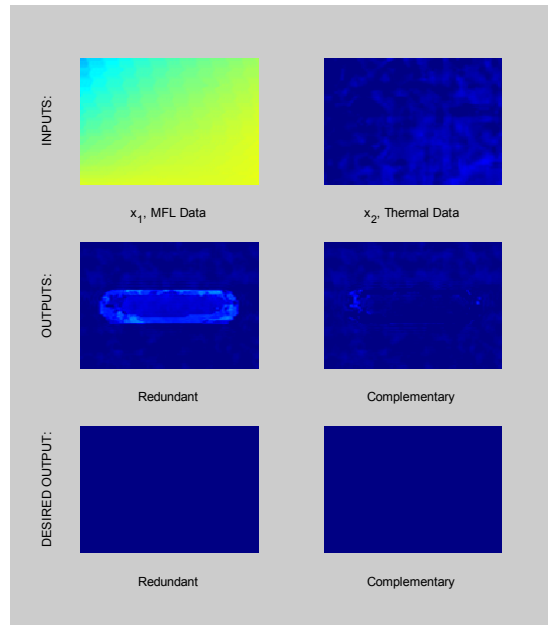 INPUTS:
x1, MFL Data
x2, Thermal Data
OUTPUTS:
Redundant
Complementary
DESIRED OUTPUT:
Redundant
Complementary